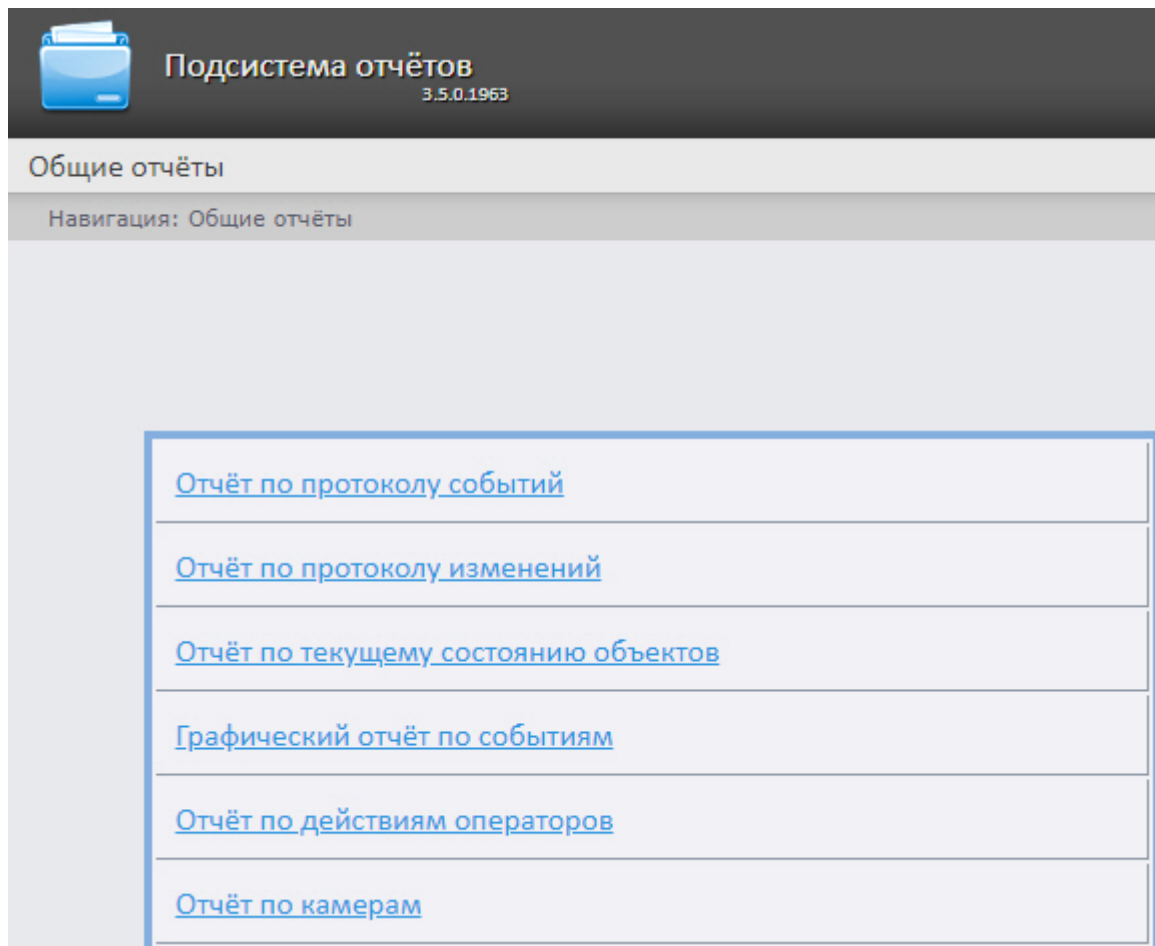 Подсистема отчётов
3.5.0.1963
Общие отчёты
Навигация: Общие отчёты
Отчёт по протоколу событий
Отчёт по протоколу изменений
Отчёт по текущему состоянию объектов
Графический отчёт по событиям
Отчёт по действиям операторов
Отчёт по камерам